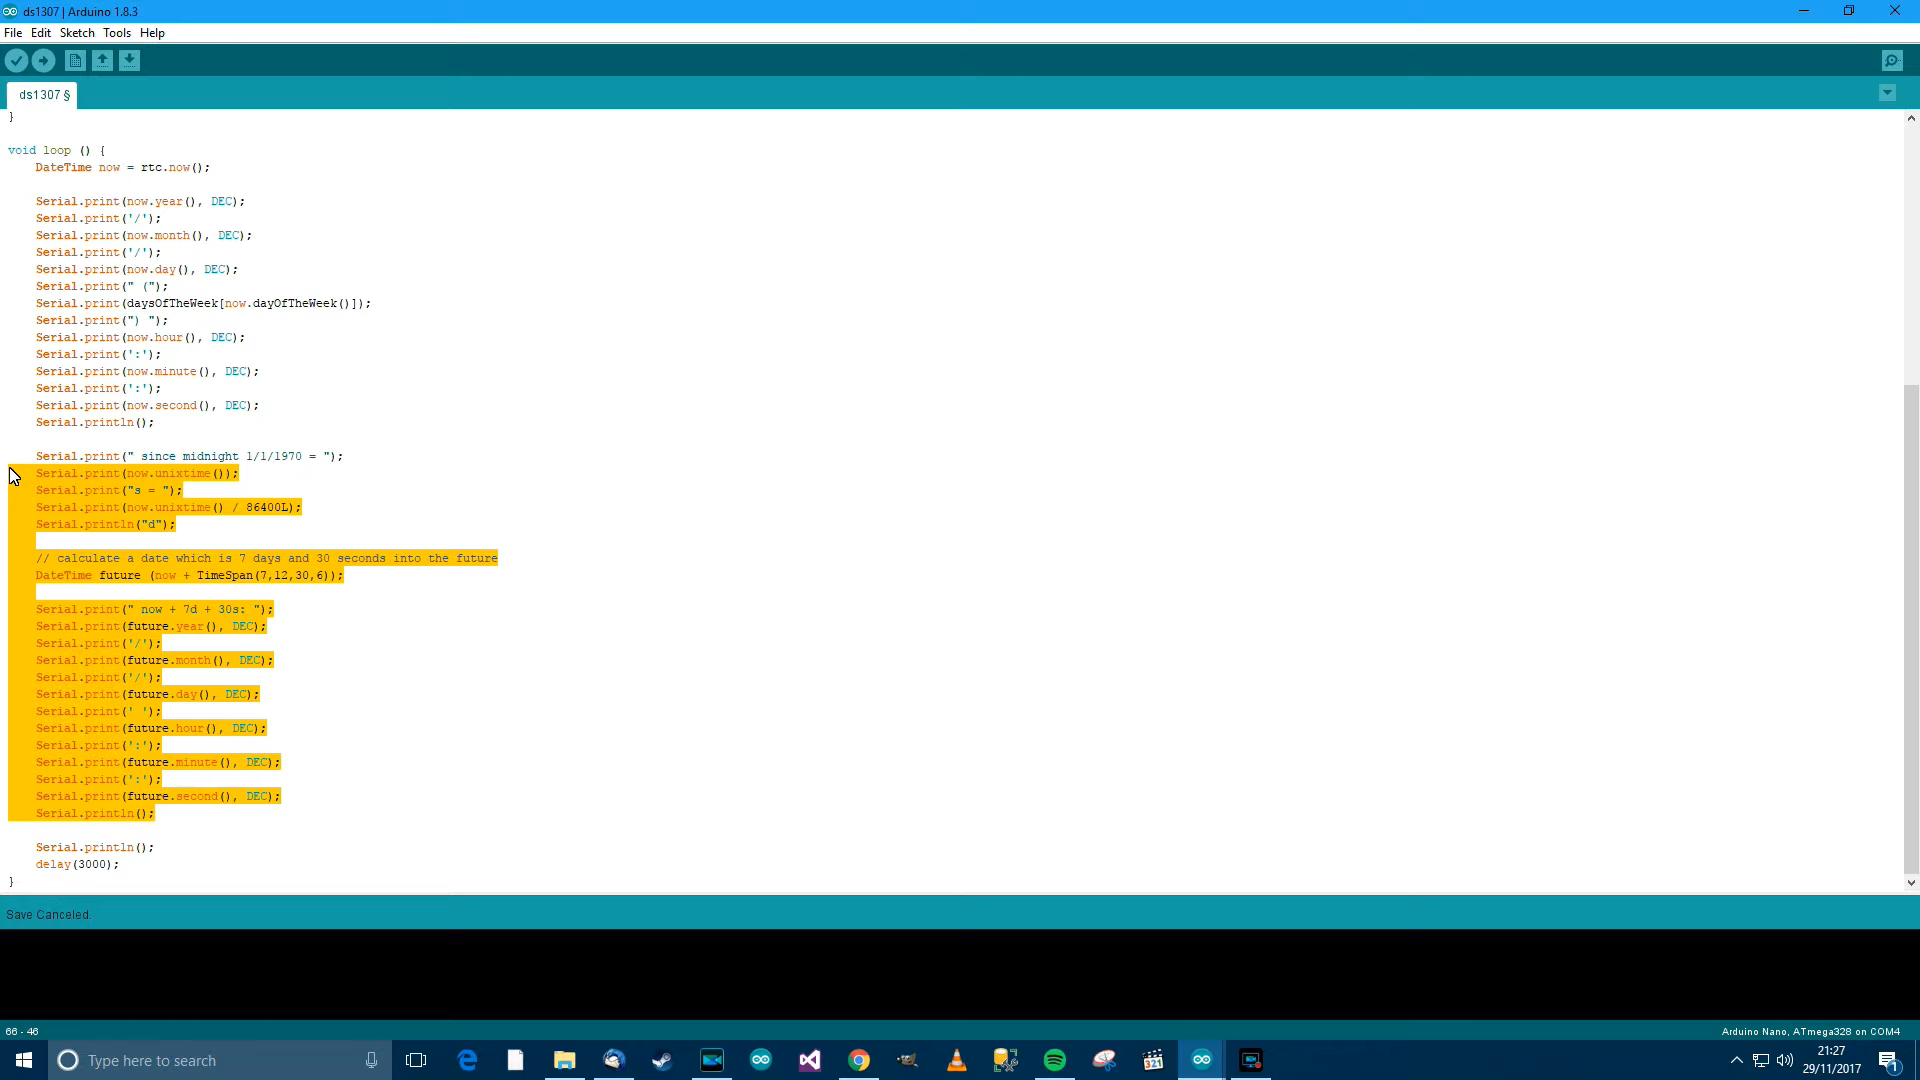 ds1307 | Arduino 1.8.3
File Edit Sketch Tools Help
ds1307 §
}
void loop () {
DateTime now = rtc.now();
Serial.print(now.year(), DEC);
Serial.print('/');
Serial.print(now.month(), DEC);
Serial.print('/');
Serial.print(now.day(), DEC);
Serial.print(" (");
Serial.print(daysOfTheWeek[now.dayOfTheWeek()]);
Serial.print(") ");
Serial.print(now.hour(), DEC);
Serial.print(':');
Serial.print(now.minute(), DEC);
Serial.print(':');
Serial.print(now.second(), DEC);
Serial.println();
Serial.print(" since midnight 1/1/1970 = ");
Serial.print(now.unixtime());
Serial.print("s = ");
Serial.print(now.unixtime() / 86400L);
Serial.println("d");
// calculate a date which is 7 days and 30 seconds into the future
DateTime future (now + TimeSpan(7,12,30,6));
Serial.print(" now + 7d + 30s: ");
Serial.print(future.year(), DEC);
Serial.print('/');
Serial.print(future.month(), DEC);
Serial.print('/');
Serial.print(future.day(), DEC);
Serial.print(' ');
Serial.print(future.hour(), DEC);
Serial.print(':');
Serial.print(future.minute(), DEC);
Serial.print(':');
Serial.print(future.second(), DEC);
Serial.println();
Serial.println();
delay(3000);
}
Save Canceled.
66 - 46
Arduino Nano, ATmega328 on COM4
Type here to search
321
21:27
29/11/2017
1